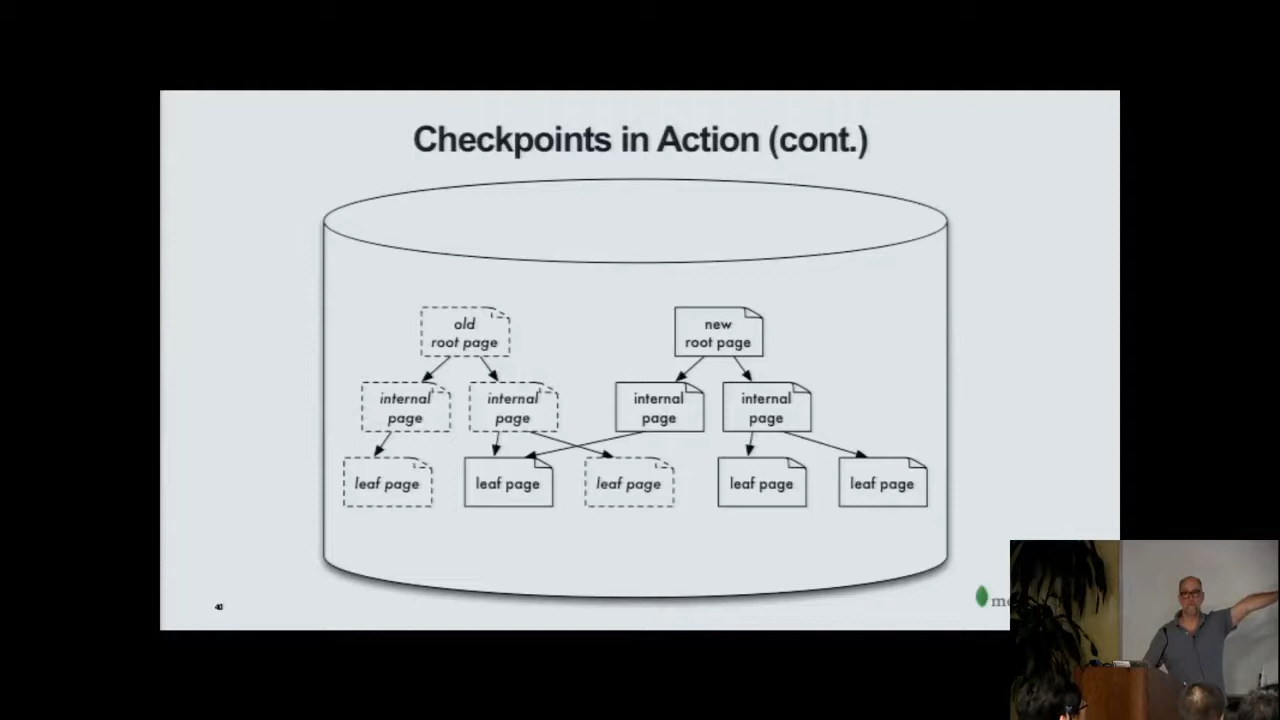 Checkpoints in Action (cont.)
old
root page
new
root page
internal
page
internal
page
internal
page
internal
page
leaf page
leaf page
leaf page
leaf page
leaf page